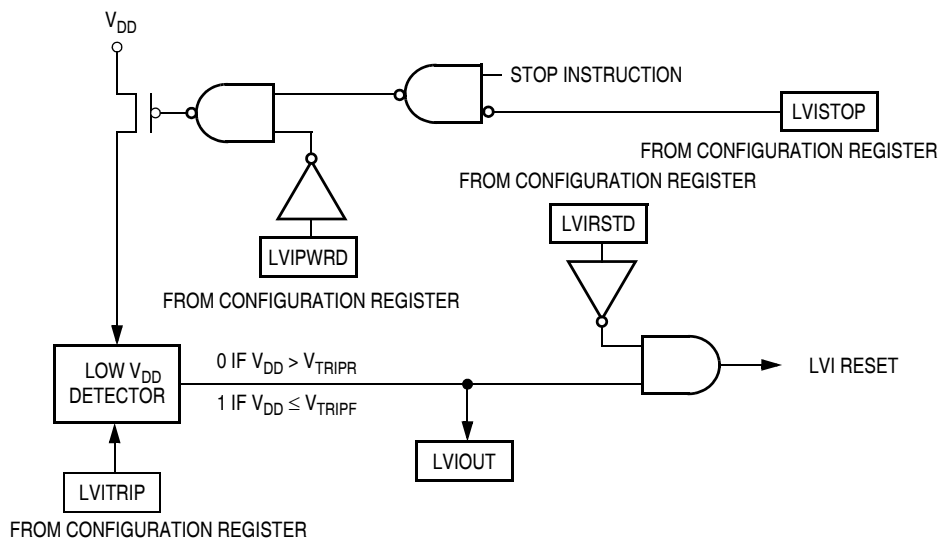 VDD
STOP INSTRUCTION
LVISTOP
FROM CONFIGURATION REGISTER
FROM CONFIGURATION REGISTER
LVIRSTD
LVIPWRD
FROM CONFIGURATION REGISTER
LOW VDD
DETECTOR
0 IF VDD > VTRIPR
1 IF VDD ≤ VTRIPF
LVI RESET
LVIOUT
LVITRIP
FROM CONFIGURATION REGISTER